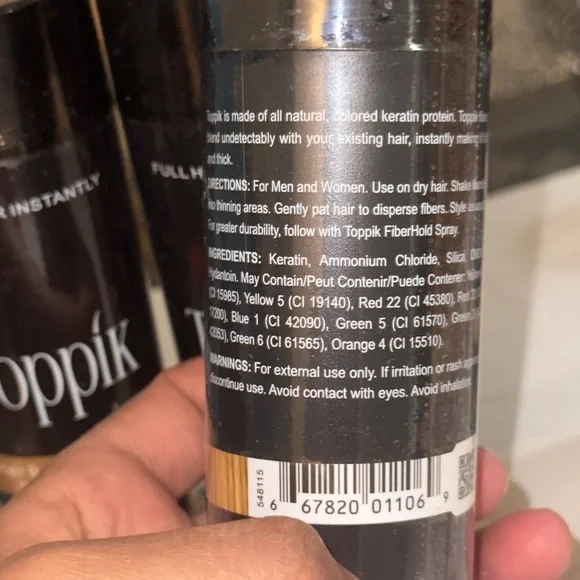 R INSTANTLY
oppik
FULL H
Toppik is made of all natural, colored keratin protein. Toppik
blend undetectably with your existing hair, instantly making
and thick.
DIRECTIONS: For Men and Women. Use on dry hair. Shake
into thinning areas. Gently pat hair to disperse fibers. Style
For greater durability, follow with Toppik FiberHold Spray.
INGREDIENTS: Keratin, Ammonium Chloride, Silica,
Hydantoin. May Contain/Peut Contenir/Puede Contener:
(CI 15985), Yellow 5 (CI 19140), Red 22 (CI 45380), Red
17200), Blue 1 (CI 42090), Green 5 (CI 61570), Green
42053), Green 6 (CI 61565), Orange 4 (CI 15510).
WARNINGS: For external use only. If irritation or rash
discontinue use. Avoid contact with eyes. Avoid
548115
6 67820 01106 9